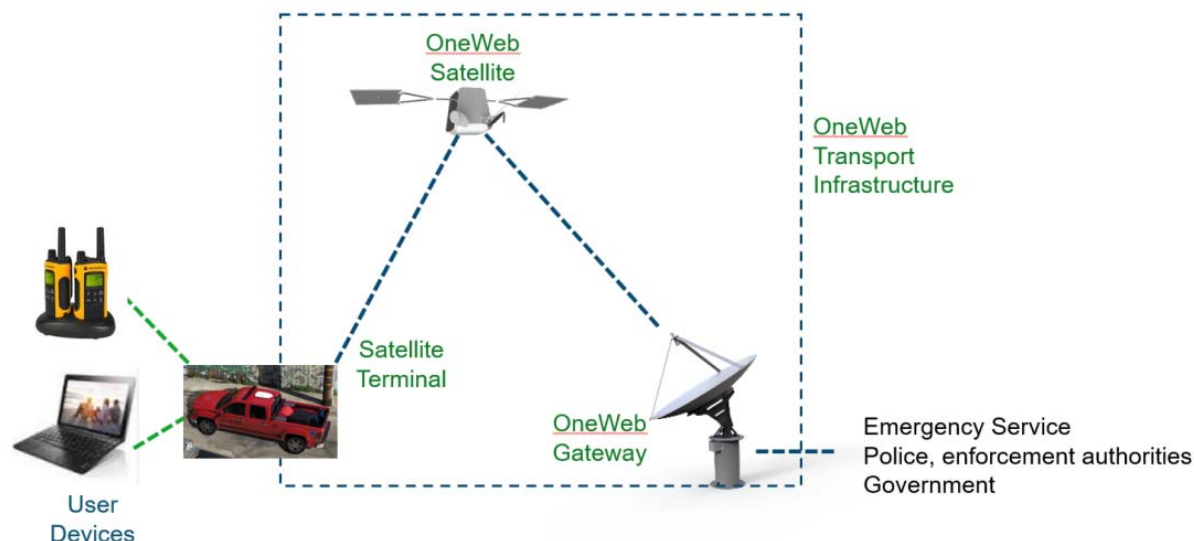 OneWeb
Satellite
OneWeb
Transport
Infrastructure
Satellite
Terminal
OneWeb
Gateway
Emergency Service
Police, enforcement authorities
Government
User
Devices